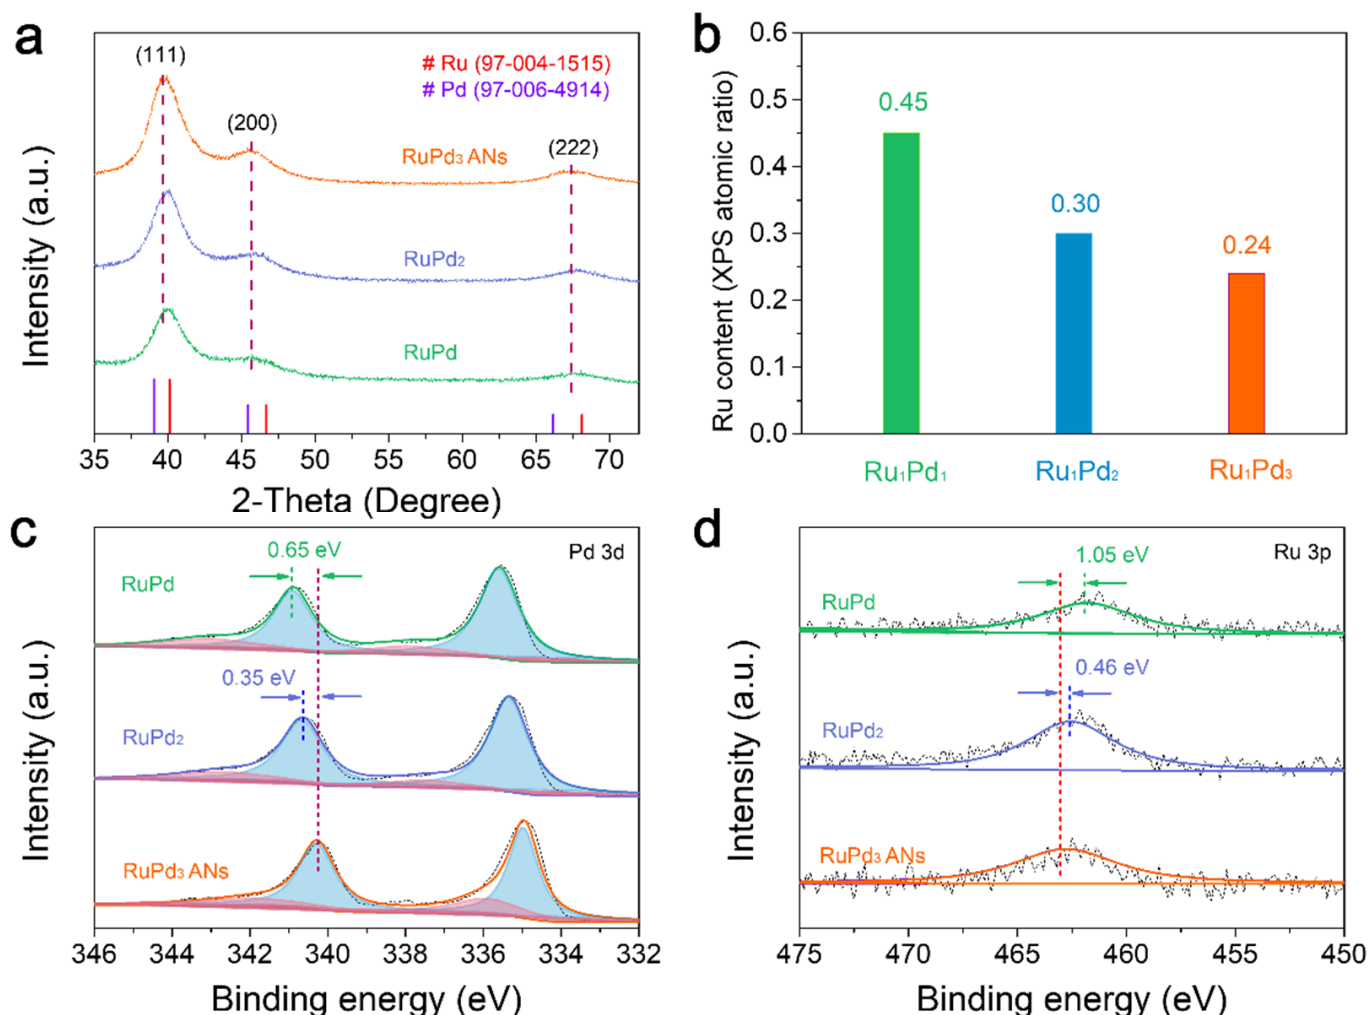 a
(111)
# Ru (97-004-1515)
# Pd (97-006-4914)
(200)
(222)
RuPd₃ ANs
RuPd₂
RuPd
Intensity (a.u.)
35 40 45 50 55 60 65 70
2-Theta (Degree)
b
0.6
0.5
0.4
0.3
0.2
0.1
0.0
Ru content (XPS atomic ratio)
0.45
0.30
0.24
Ru₁Pd₁ Ru₁Pd₂ Ru₁Pd₃
c
Pd 3d
0.65 eV
RuPd
0.35 eV
RuPd₂
RuPd₃ ANs
Intensity (a.u.)
346 344 342 340 338 336 334 332
Binding energy (eV)
d
Ru 3p
1.05 eV
RuPd
0.46 eV
RuPd₂
RuPd₃ ANs
Intensity (a.u.)
475 470 465 460 455 450
Binding energy (eV)